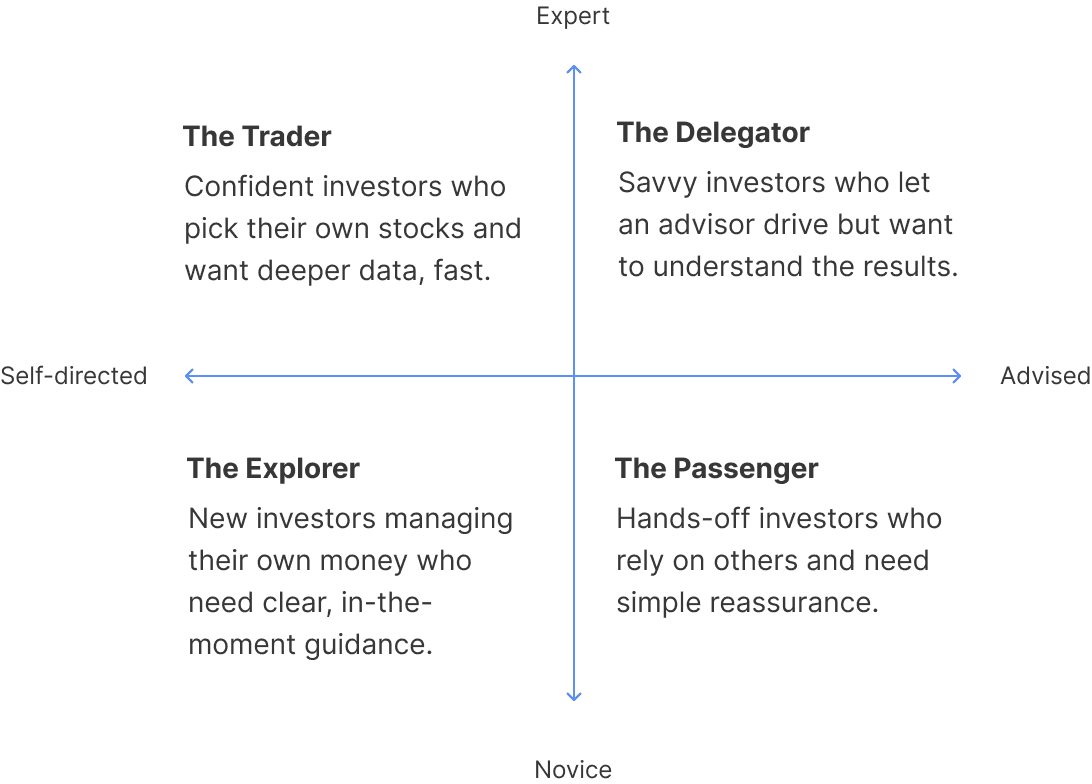 Expert
The Trader
Confident investors who
pick their own stocks and
want deeper data, fast.
The Delegator
Savvy investors who let
an advisor drive but want
to understand the results.
Self-directed
Advised
The Explorer
New investors managing
their own money who
need clear, in-the-
moment guidance.
The Passenger
Hands-off investors who
rely on others and need
simple reassurance.
Novice